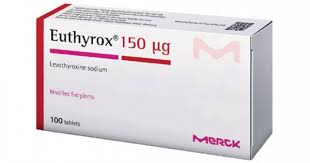 Euthyrox® 150 µg
Levothyroxine sodium
Modified Excipients
100 tablets
MERCK